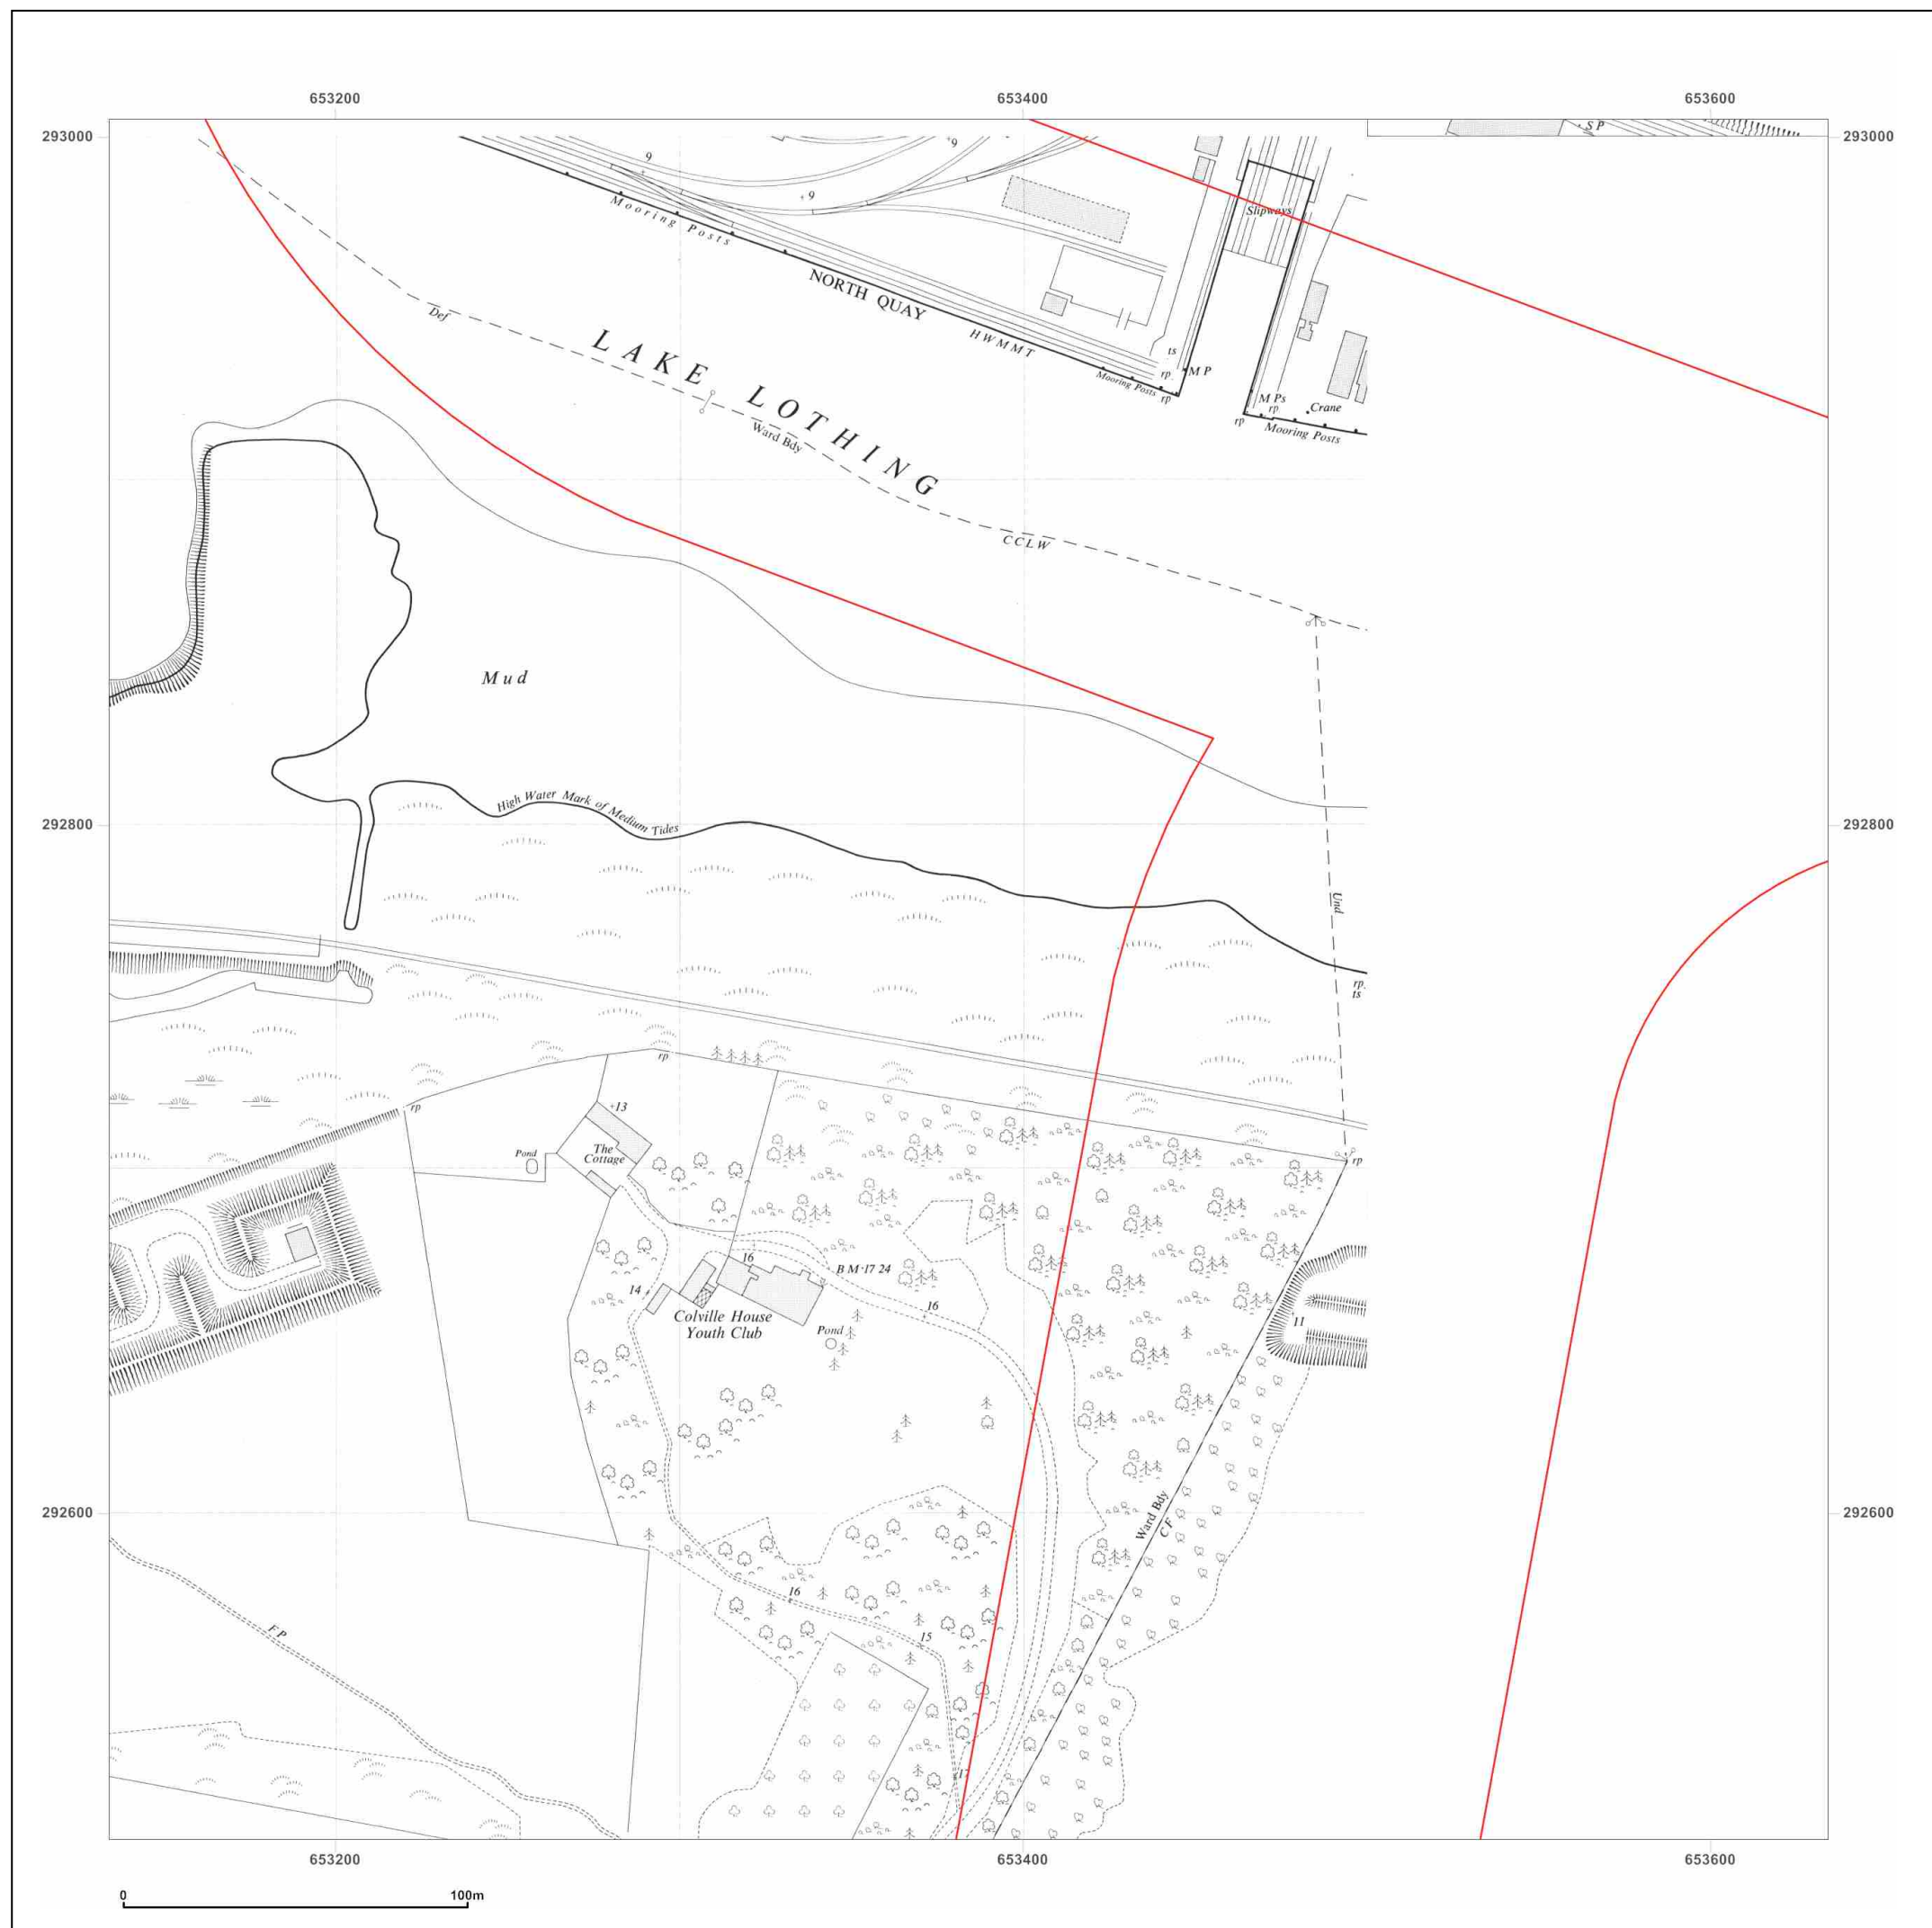 653200
653400
653600
293000
293000
S P
9
9
+ 9
Mooring Posts
Slipways
NORTH QUAY
Def
HWMMT
ts
rp
M P
Mooring Posts
rp
M Ps
rp
Crane
rp
Mooring Posts
LAKE LOTHING
Ward Bdy
CCLW
Mud
High Water Mark of Medium Tides
292800
292800
Und
rp
ts
rp
rp
+13
The
Cottage
Pond
rp
16
B M 17 24
14
16
Colville House
Youth Club
Pond
11
292600
292600
Ward Bdy
C F
F P
16
15
17
653200
653400
653600
0
100m